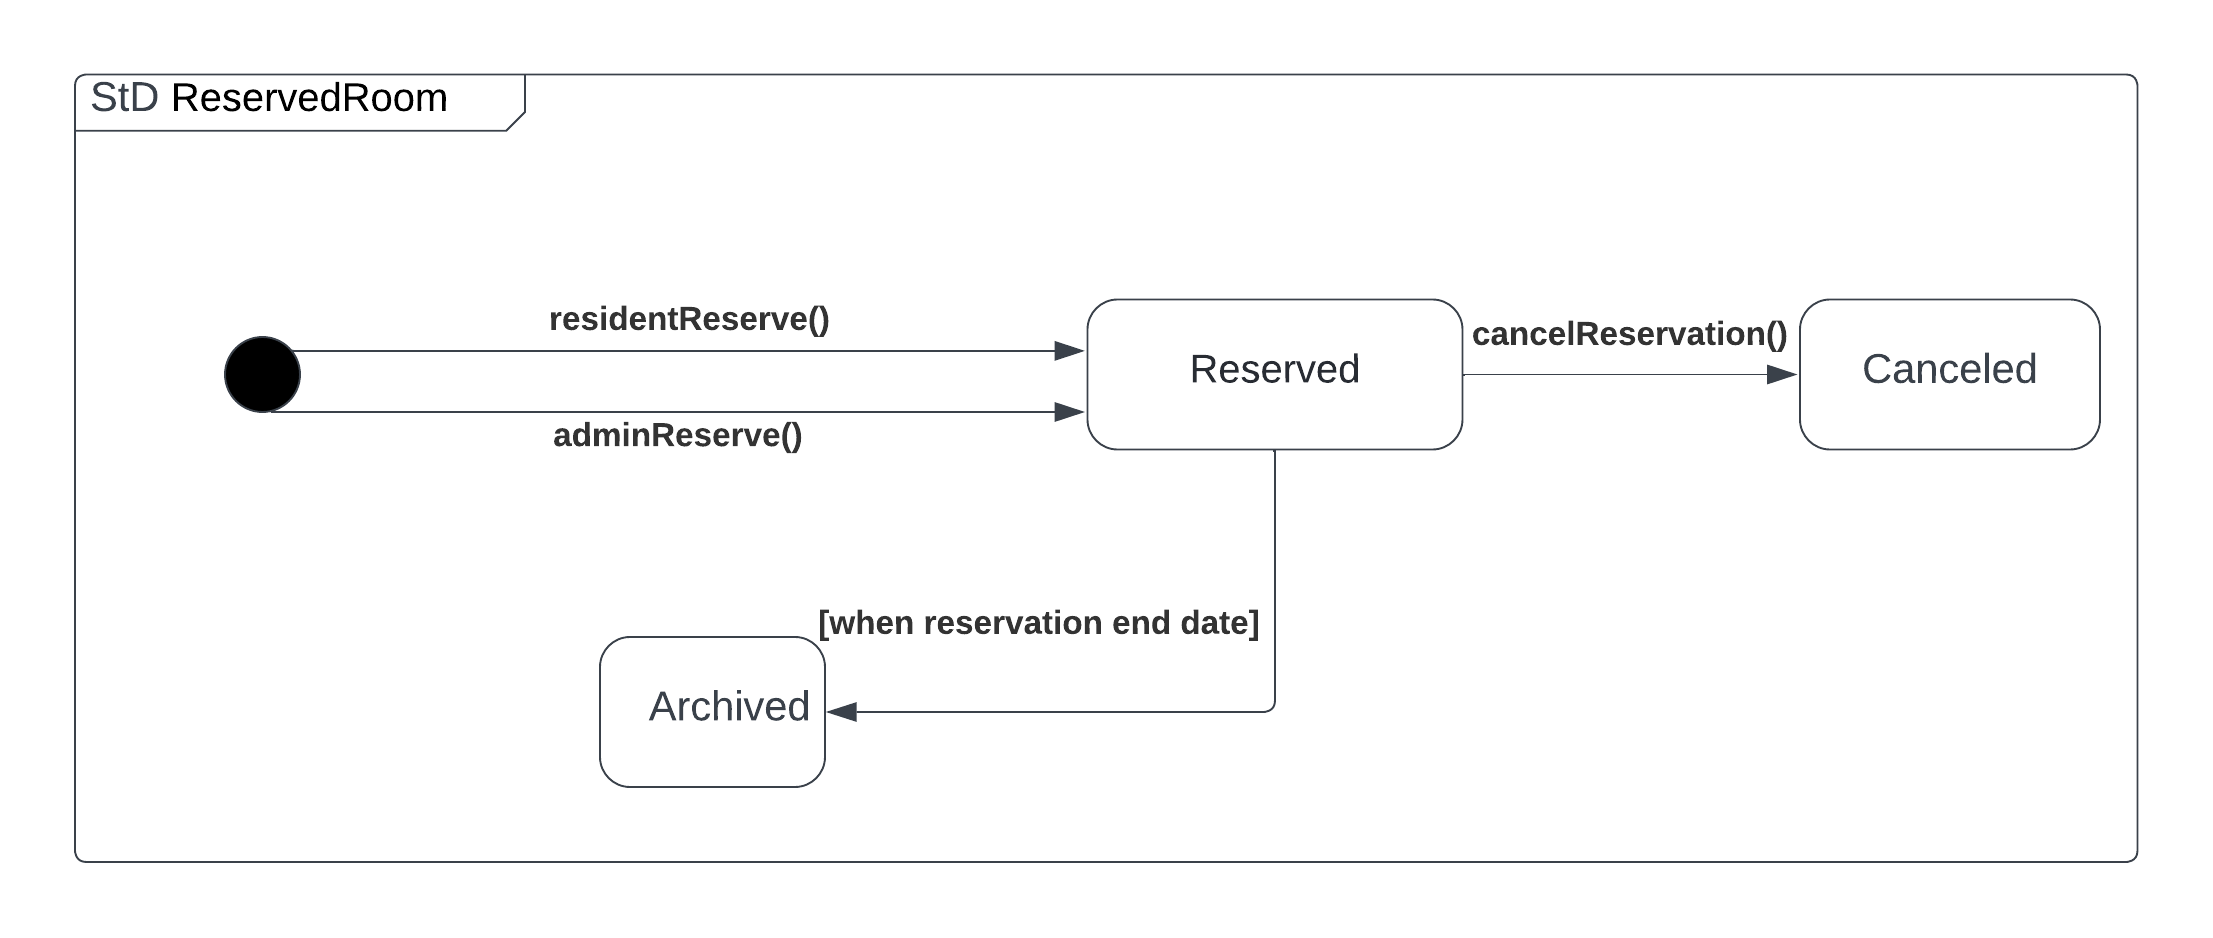 StD ReservedRoom
residentReserve()
adminReserve()
Reserved
cancelReservation()
Canceled
[when reservation end date]
Archived